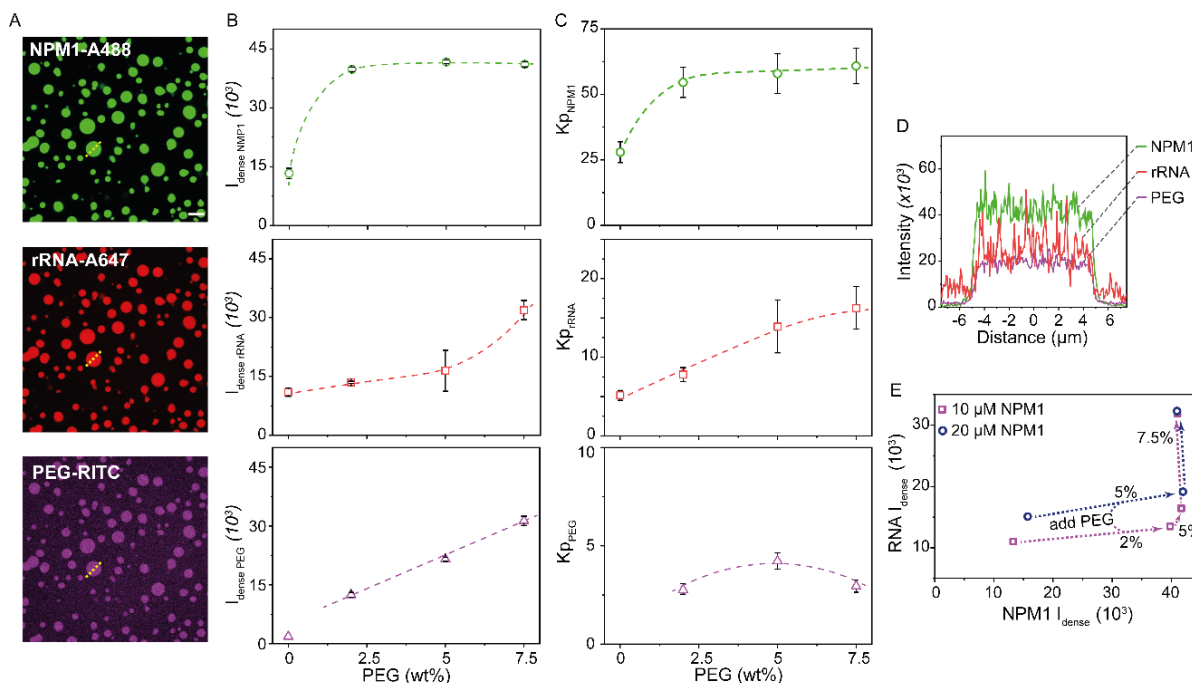 A
NPM1-A488
rRNA-A647
PEG-RITC
B
I_dense NMP1 (10³)
45
30
15
0
I_dense rRNA (10³)
45
30
15
0
I_dense PEG (10³)
45
30
15
0
0 2.5 5 7.5
PEG (wt%)
C
Kp_NPM1
75
50
25
0
Kp_rRNA
25
20
10
0
Kp_PEG
10
5
0
0 2.5 5 7.5
PEG (wt%)
D
NPM1
rRNA
PEG
Intensity (x10³)
60
40
20
0
-6 -4 -2 0 2 4 6
Distance (µm)
E
10 µM NPM1
20 µM NPM1
RNA I_dense (10³)
30
20
10
7.5%
5%
add PEG
2%
5%
0 10 20 30 40
NPM1 I_dense (10³)